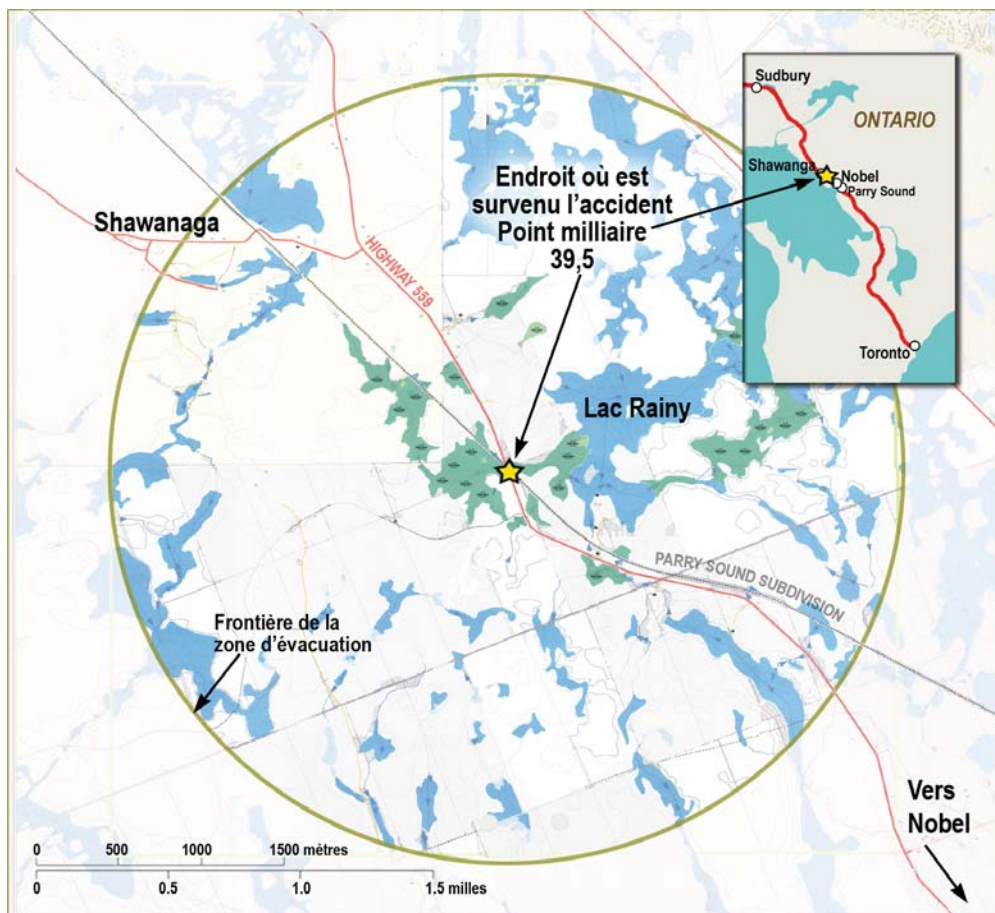 Sudbury
ONTARIO
Shawanga
Nobel
Parry Sound
Toronto
Endroit où est
survenu l'accident
Point milliaire
39,5
Shawanaga
HIGHWAY 559
Lac Rainy
PARRY SOUND SUBDIVISION
Frontière de la
zone d'évacuation
Vers
Nobel
0 500 1000 1500 mètres
0 0.5 1.0 1.5 milles